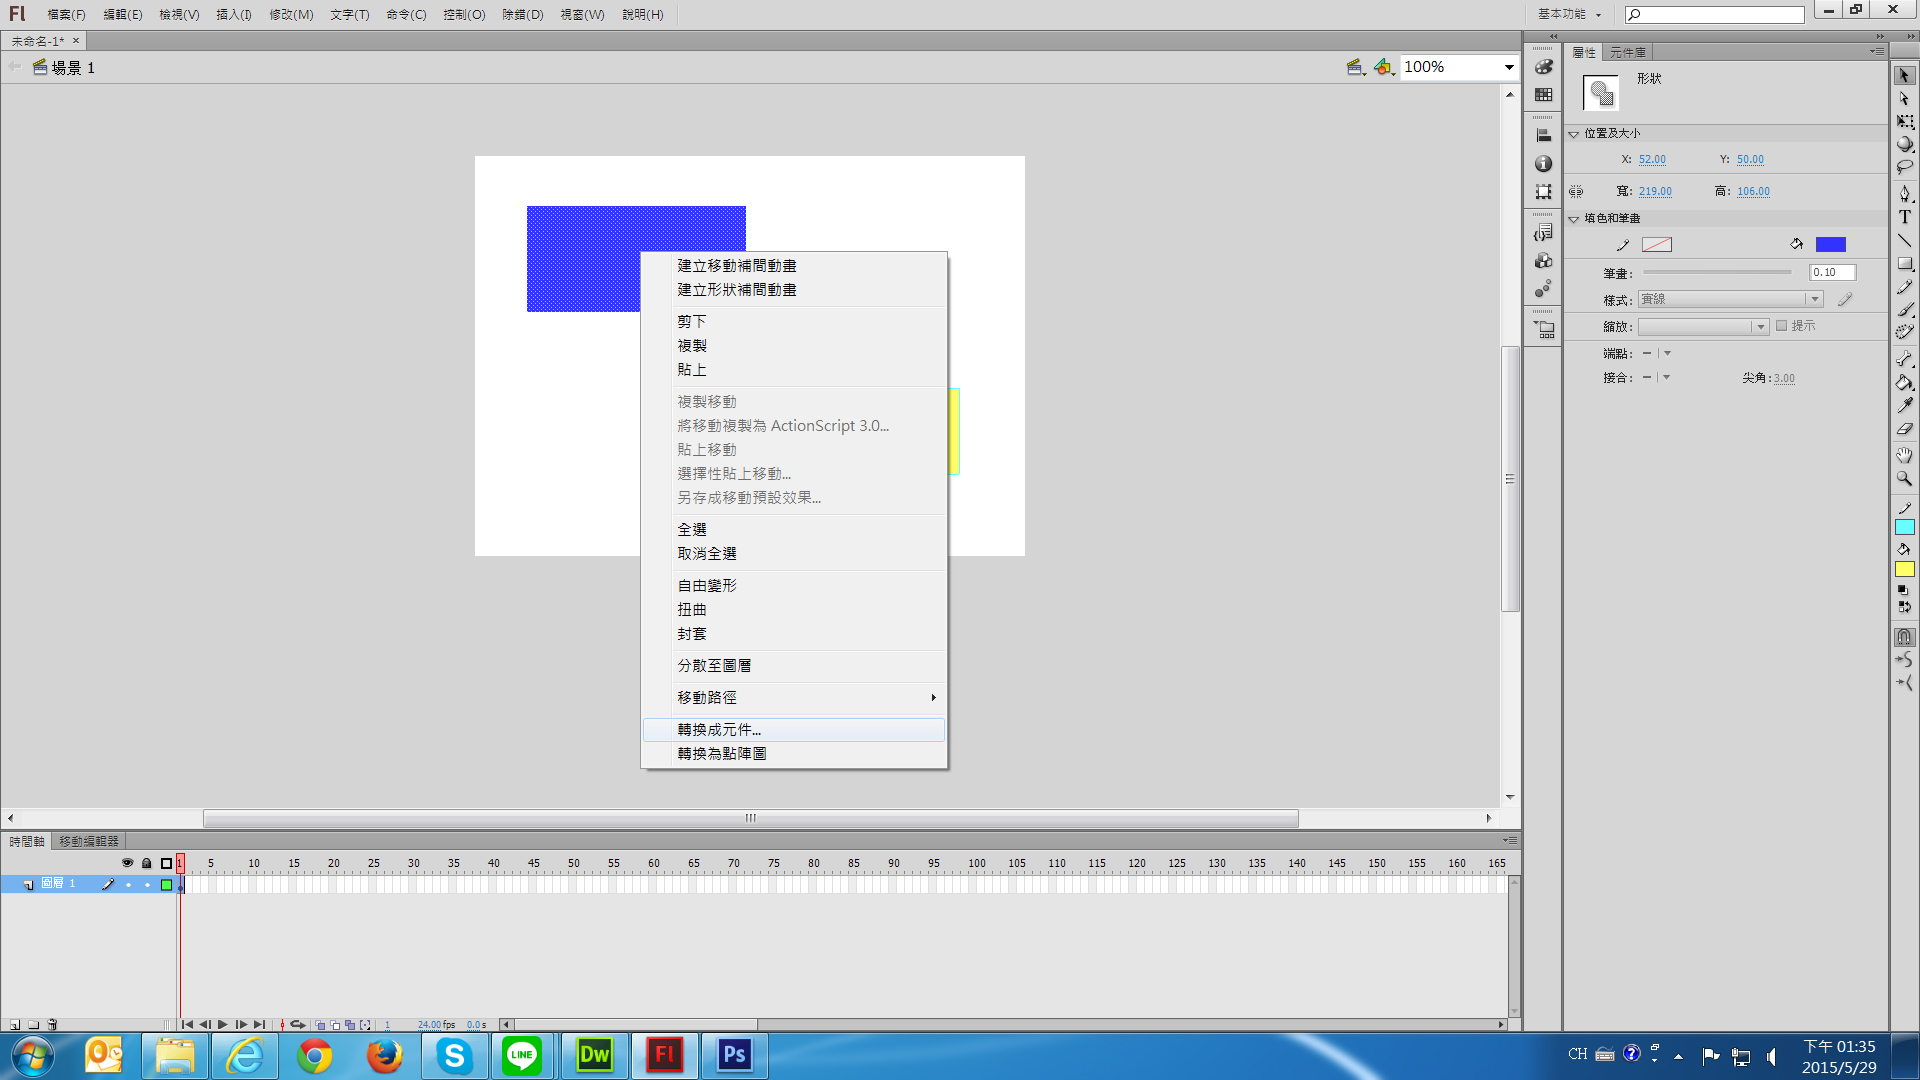 Fl 檔案(F) 編輯(E) 檢視(V) 插入(I) 修改(M) 文字(T) 命令(C) 控制(O) 除錯(D) 視窗(W) 說明(H) 基本功能
未命名-1* ×
場景 1 100%
屬性 元件庫
形狀
位置及大小
X: 52.00 Y: 50.00
寬: 219.00 高: 106.00
填色和筆畫
筆畫: 0.10
樣式: 實線
縮放: 提示
端點:
接合: 尖角: 3.00
建立移動補間動畫
建立形狀補間動畫
剪下
複製
貼上
複製移動
將移動複製為 ActionScript 3.0...
貼上移動
選擇性貼上移動...
另存成移動預設效果...
全選
取消全選
自由變形
扭曲
封套
分散至圖層
移動路徑
轉換成元件...
轉換為點陣圖
時間軸 移動編輯器
1 5 10 15 20 25 30 35 40 45 50 55 60 65 70 75 80 85 90 95 100 105 110 115 120 125 130 135 140 145 150 155 160 165
圖層 1
1 24.00 fps 0.0 s
LINE Dw Fl Ps
CH
下午 01:35
2015/5/29